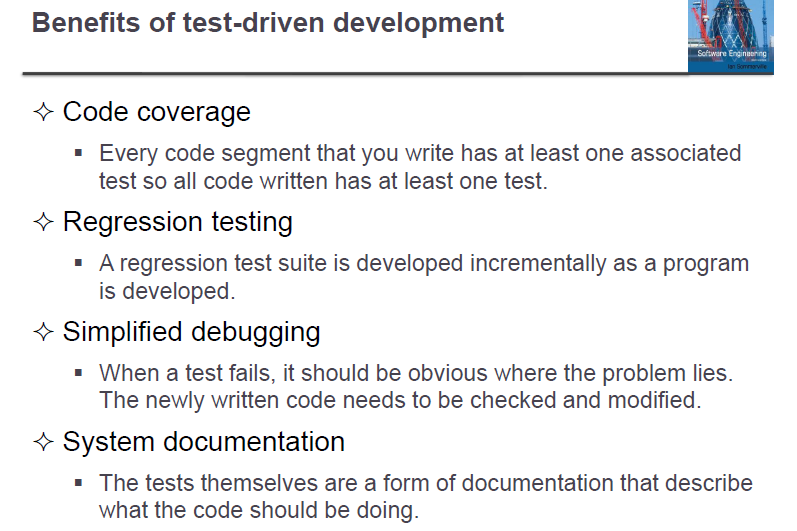 Benefits of test-driven development
Software Engineering
Ian Sommerville
Code coverage
Every code segment that you write has at least one associated
test so all code written has at least one test.
Regression testing
A regression test suite is developed incrementally as a program
is developed.
Simplified debugging
When a test fails, it should be obvious where the problem lies.
The newly written code needs to be checked and modified.
System documentation
The tests themselves are a form of documentation that describe
what the code should be doing.